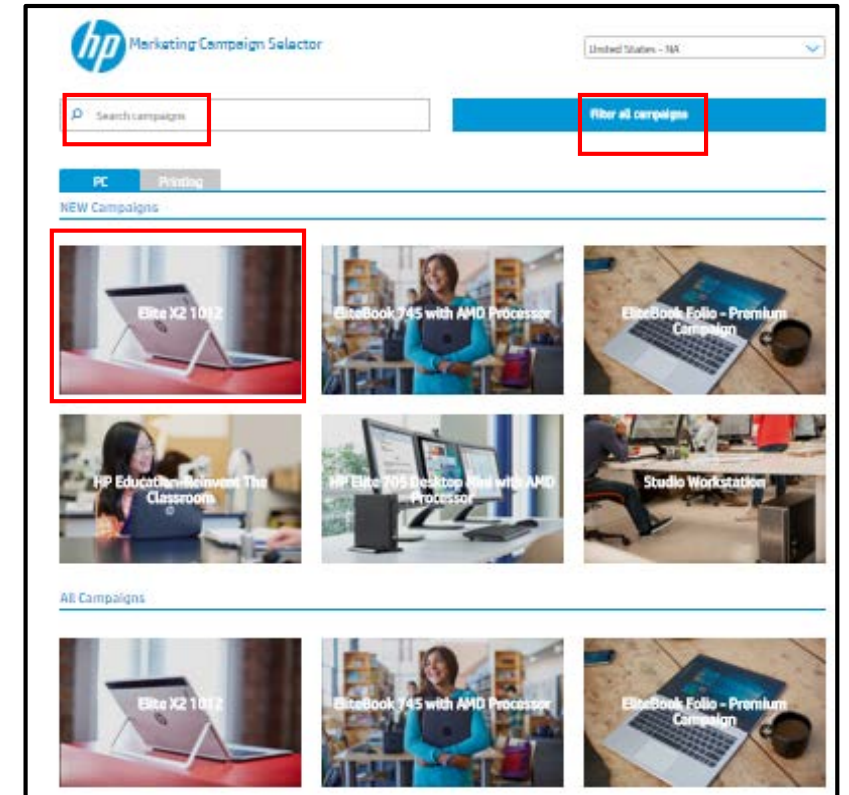 hp
Marketing Campaign Selector
United States - NA
Search campaigns
Filter all campaigns
PC
Printing
NEW Campaigns
Elite X2 1012
EliteBook 745 with AMD Processor
EliteBook Folio - Premium
Campaign
HP Education-Reinvent The
Classroom
HP Elite 705 Desktop Mini with AMD
Processor
Studio Workstation
All Campaigns
Elite X2 1012
EliteBook 745 with AMD Processor
EliteBook Folio - Premium
Campaign